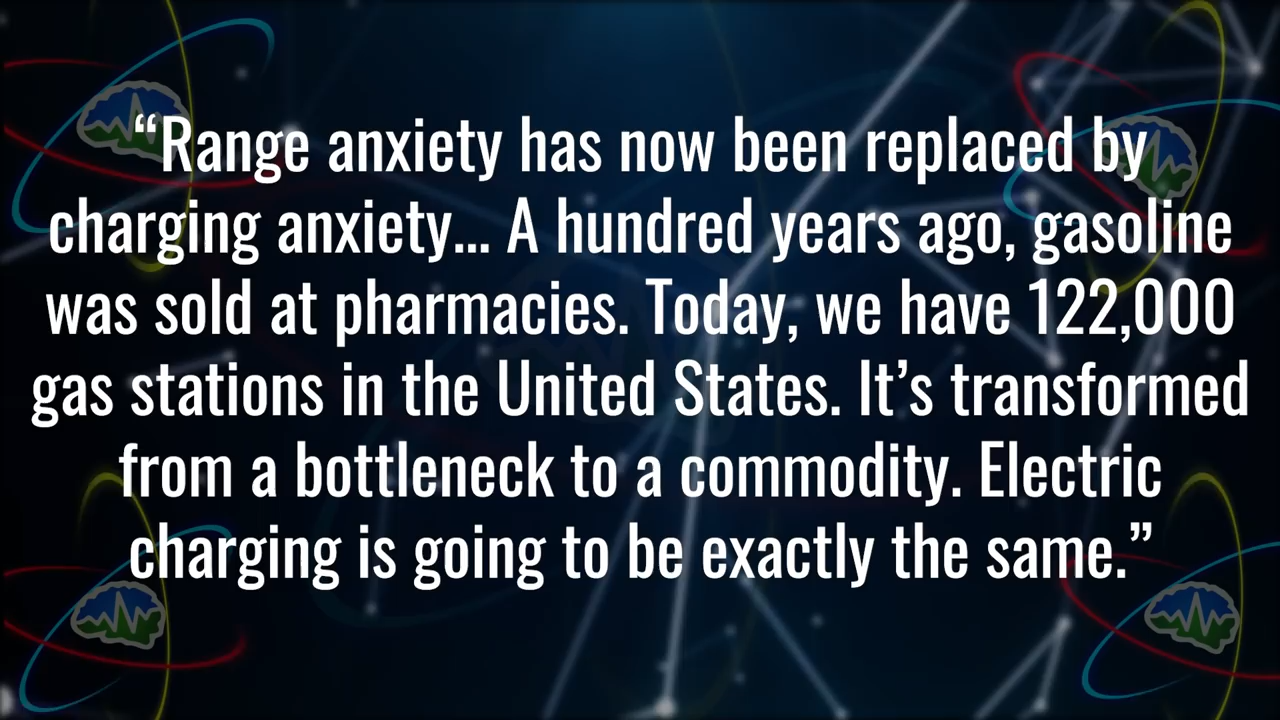 “Range anxiety has now been replaced by
charging anxiety... A hundred years ago, gasoline
was sold at pharmacies. Today, we have 122,000
gas stations in the United States. It’s transformed
from a bottleneck to a commodity. Electric
charging is going to be exactly the same.”